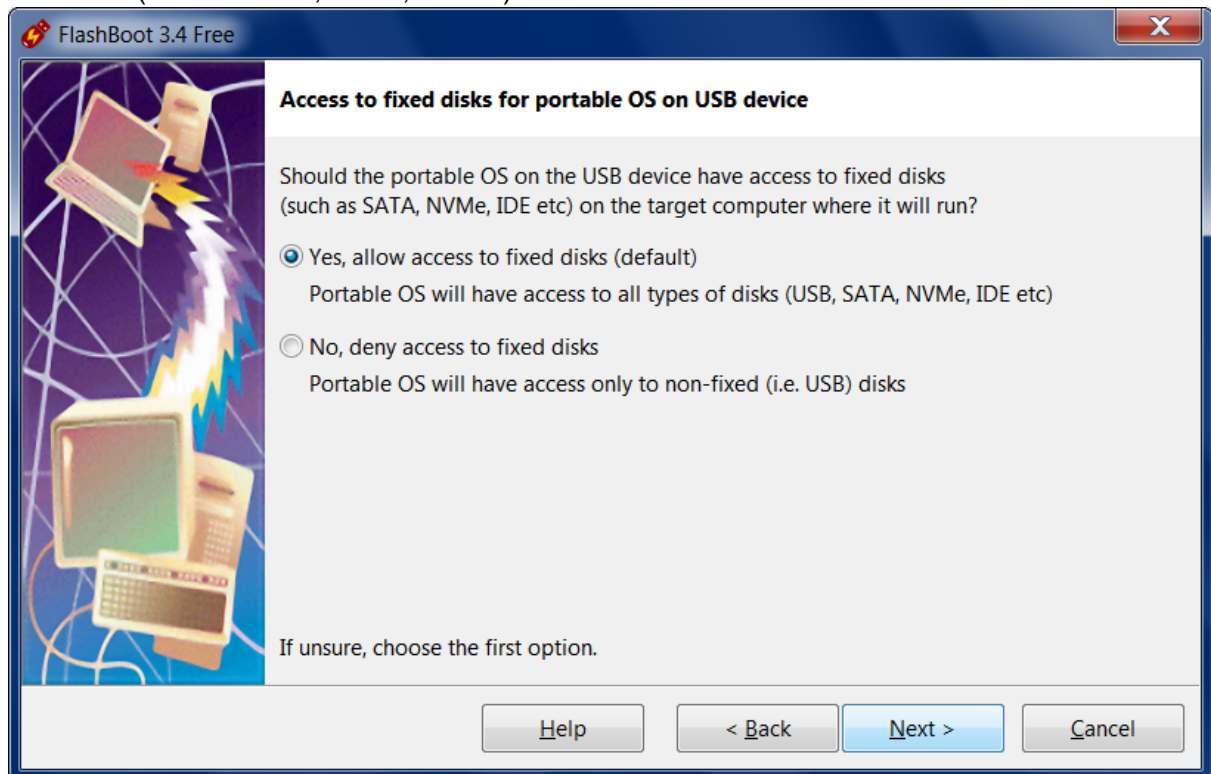 FlashBoot 3.4 Free
Access to fixed disks for portable OS on USB device
Should the portable OS on the USB device have access to fixed disks
(such as SATA, NVMe, IDE etc) on the target computer where it will run?
Yes, allow access to fixed disks (default)
Portable OS will have access to all types of disks (USB, SATA, NVMe, IDE etc)
No, deny access to fixed disks
Portable OS will have access only to non-fixed (i.e. USB) disks
If unsure, choose the first option.
Help
< Back
Next >
Cancel